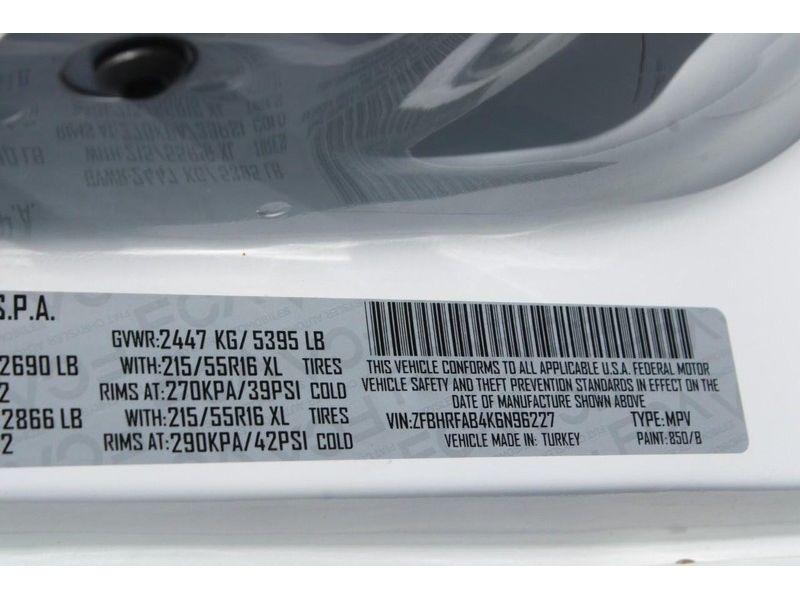 S.P.A.
GVWR:2447 KG/ 5395 LB
2690 LB WITH:215/55R16 XL TIRES
2 RIMS AT:270KPA/39PSI COLD
2866 LB WITH:215/55R16 XL TIRES
2 RIMS AT:290KPA/42PSI COLD
THIS VEHICLE CONFORMS TO ALL APPLICABLE U.S.A. FEDERAL MOTOR
VEHICLE SAFETY AND THEFT PREVENTION STANDARDS IN EFFECT ON THE
DATE OF MANUFACTURE SHOWN ABOVE
VIN:ZFBHRFAB4K6N96227 TYPE:MPV
VEHICLE MADE IN: TURKEY PAINT:850/B